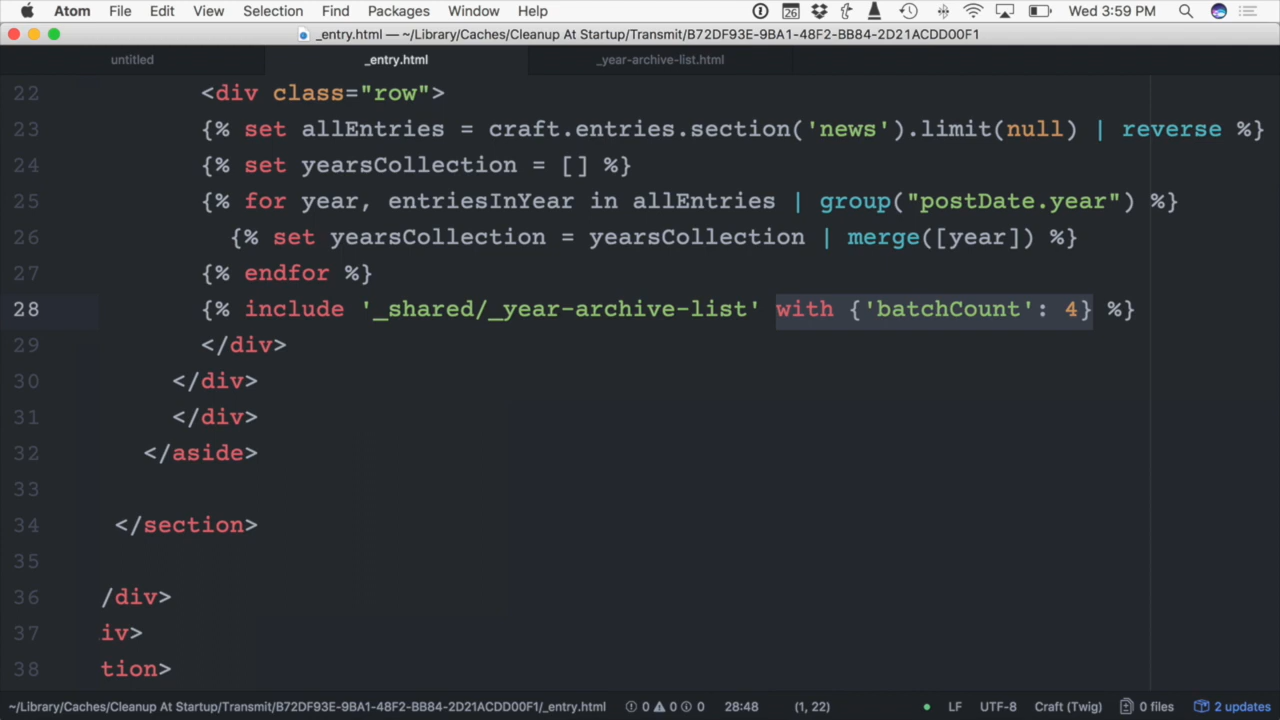 Atom File Edit View Selection Find Packages Window Help 26 Wed 3:59 PM
_entry.html — ~/Library/Caches/Cleanup At Startup/Transmit/B72DF93E-9BA1-48F2-BB84-2D21ACDD00F1
untitled _entry.html _year-archive-list.html
22 <div class="row">
23 {% set allEntries = craft.entries.section('news').limit(null) | reverse %}
24 {% set yearsCollection = [] %}
25 {% for year, entriesInYear in allEntries | group("postDate.year") %}
26 {% set yearsCollection = yearsCollection | merge([year]) %}
27 {% endfor %}
28 {% include '_shared/_year-archive-list' with {'batchCount': 4} %}
29 </div>
30 </div>
31 </div>
32 </aside>
33
34 </section>
35
36 /div>
37 iv>
38 tion>
~/Library/Caches/Cleanup At Startup/Transmit/B72DF93E-9BA1-48F2-BB84-2D21ACDD00F1/_entry.html 0 0 0 28:48 (1, 22) LF UTF-8 Craft (Twig) 0 files 2 updates